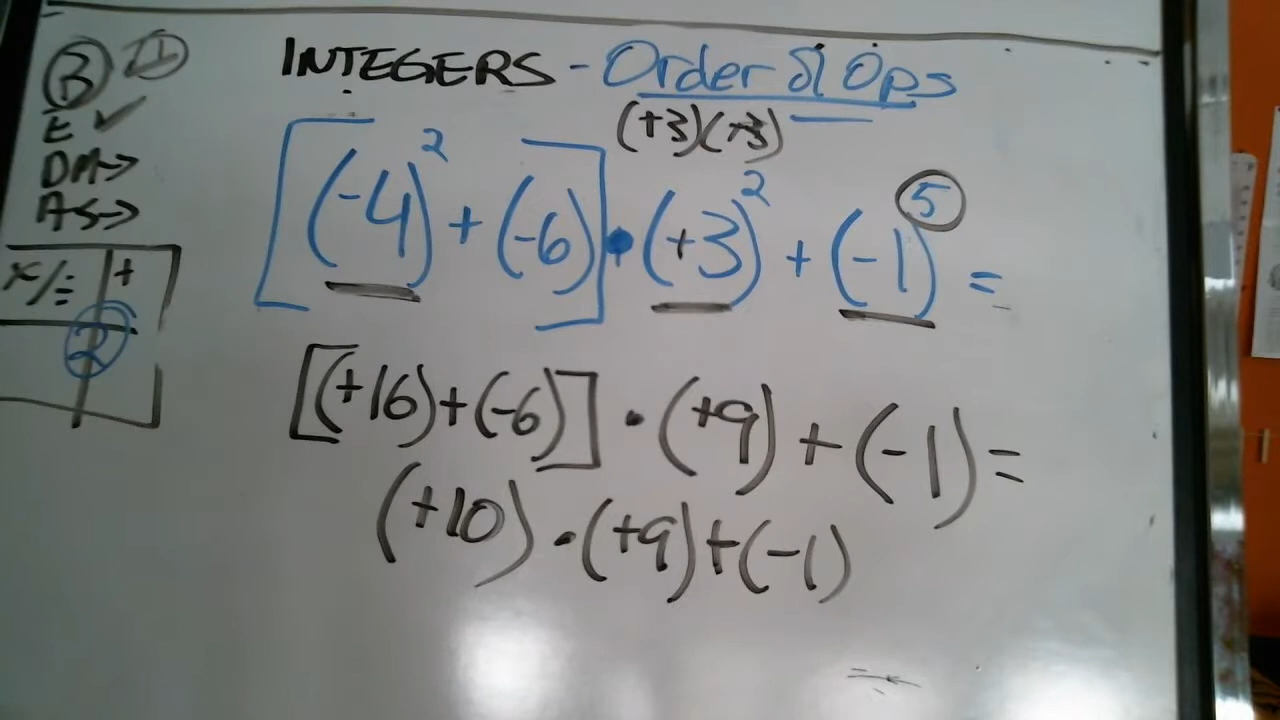 INTEGERS - Order of Ops
B
E ✓
DM→
AS→
x/÷ +
2
(+3)(+3)
[(-4)² + (-6)] • (+3)² + (-1)⁵ =
[(+16)+(-6)] • (+9) + (-1) =
(+10) • (+9) + (-1)